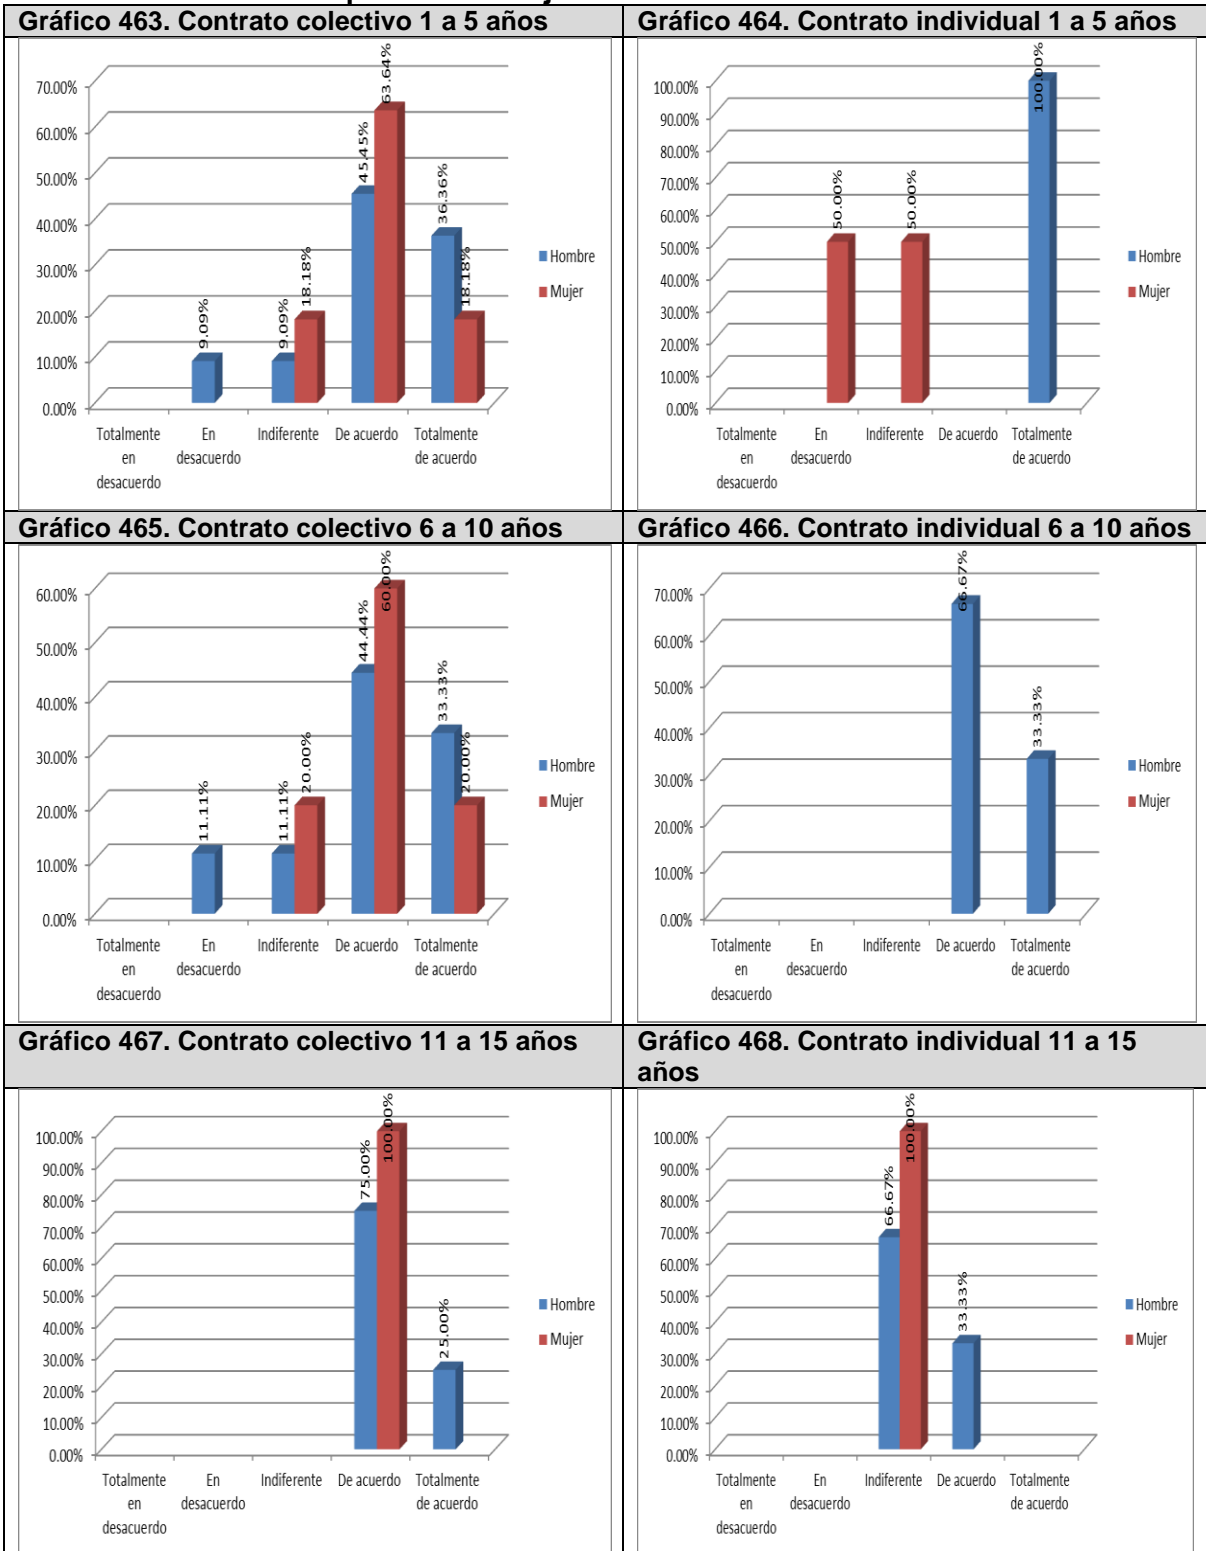 Gráfico 463. Contrato colectivo 1 a 5 años
70.00%
60.00%
50.00%
40.00%
30.00%
20.00%
10.00%
0.00%
9.09%
9.09%
18.18%
45.45%
63.64%
36.36%
18.18%
Totalmente en desacuerdo
En desacuerdo
Indiferente
De acuerdo
Totalmente de acuerdo
Hombre
Mujer
Gráfico 464. Contrato individual 1 a 5 años
100.00%
90.00%
80.00%
70.00%
60.00%
50.00%
40.00%
30.00%
20.00%
10.00%
0.00%
50.00%
50.00%
100.00%
Totalmente en desacuerdo
En desacuerdo
Indiferente
De acuerdo
Totalmente de acuerdo
Hombre
Mujer
Gráfico 465. Contrato colectivo 6 a 10 años
60.00%
50.00%
40.00%
30.00%
20.00%
10.00%
0.00%
11.11%
11.11%
20.00%
44.44%
60.00%
33.33%
20.00%
Totalmente en desacuerdo
En desacuerdo
Indiferente
De acuerdo
Totalmente de acuerdo
Hombre
Mujer
Gráfico 466. Contrato individual 6 a 10 años
70.00%
60.00%
50.00%
40.00%
30.00%
20.00%
10.00%
0.00%
66.67%
33.33%
Totalmente en desacuerdo
En desacuerdo
Indiferente
De acuerdo
Totalmente de acuerdo
Hombre
Mujer
Gráfico 467. Contrato colectivo 11 a 15 años
100.00%
90.00%
80.00%
70.00%
60.00%
50.00%
40.00%
30.00%
20.00%
10.00%
0.00%
75.00%
100.00%
25.00%
Totalmente en desacuerdo
En desacuerdo
Indiferente
De acuerdo
Totalmente de acuerdo
Hombre
Mujer
Gráfico 468. Contrato individual 11 a 15
años
100.00%
90.00%
80.00%
70.00%
60.00%
50.00%
40.00%
30.00%
20.00%
10.00%
0.00%
66.67%
100.00%
33.33%
Totalmente en desacuerdo
En desacuerdo
Indiferente
De acuerdo
Totalmente de acuerdo
Hombre
Mujer